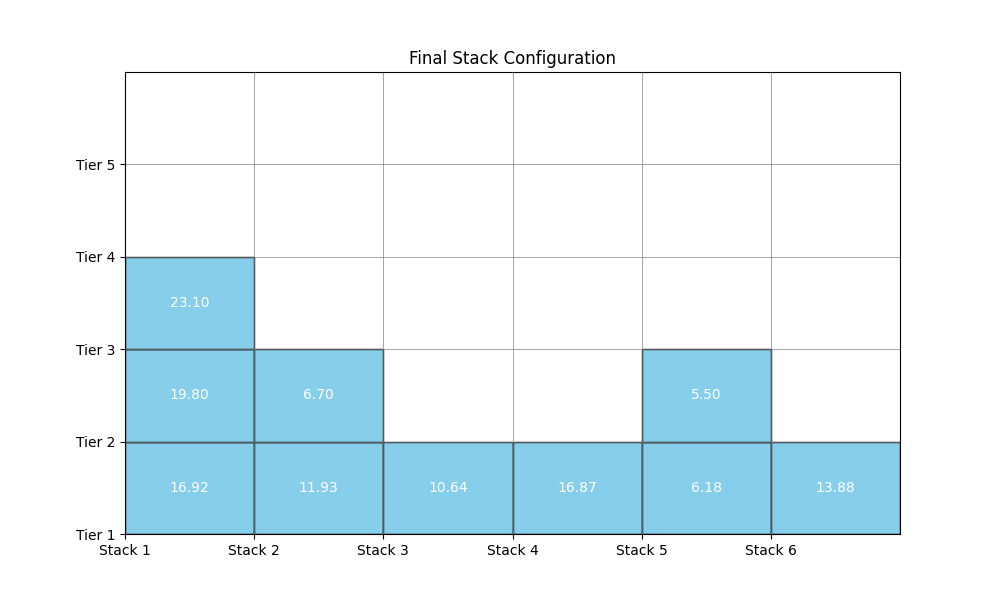 Final Stack Configuration
Tier 5
Tier 4
23.10
Tier 3
19.80 6.70 5.50
Tier 2
16.92 11.93 10.64 16.87 6.18 13.88
Tier 1
Stack 1 Stack 2 Stack 3 Stack 4 Stack 5 Stack 6